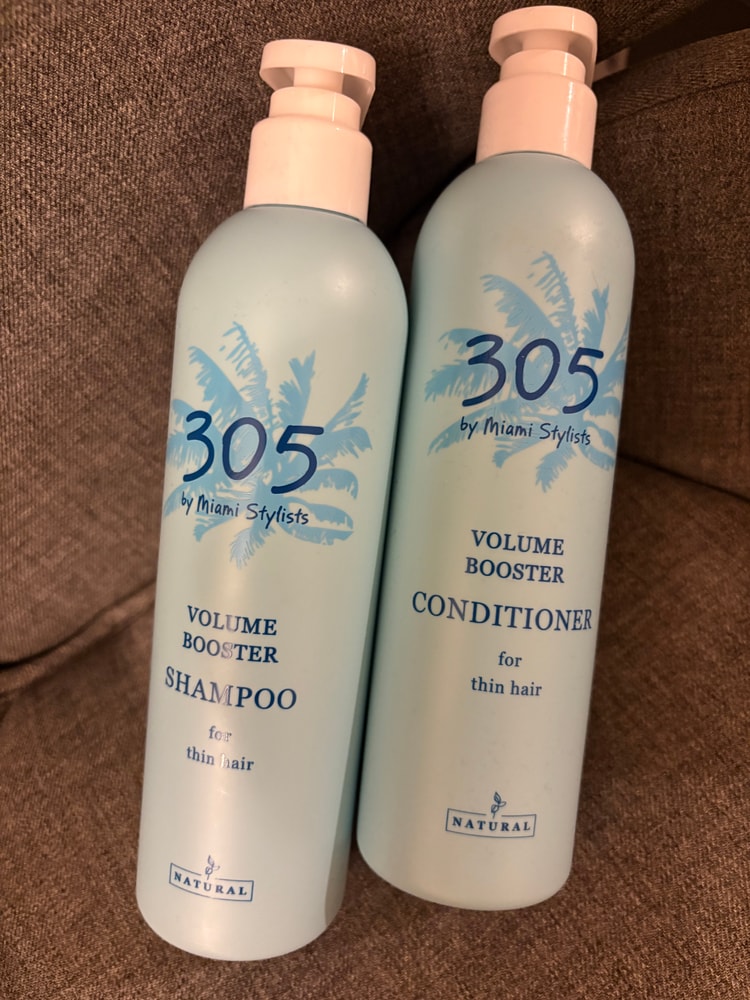 305
by Miami Stylists
VOLUME
BOOSTER
SHAMPOO
for
thin hair
NATURAL
305
by Miami Stylists
VOLUME
BOOSTER
CONDITIONER
for
thin hair
NATURAL